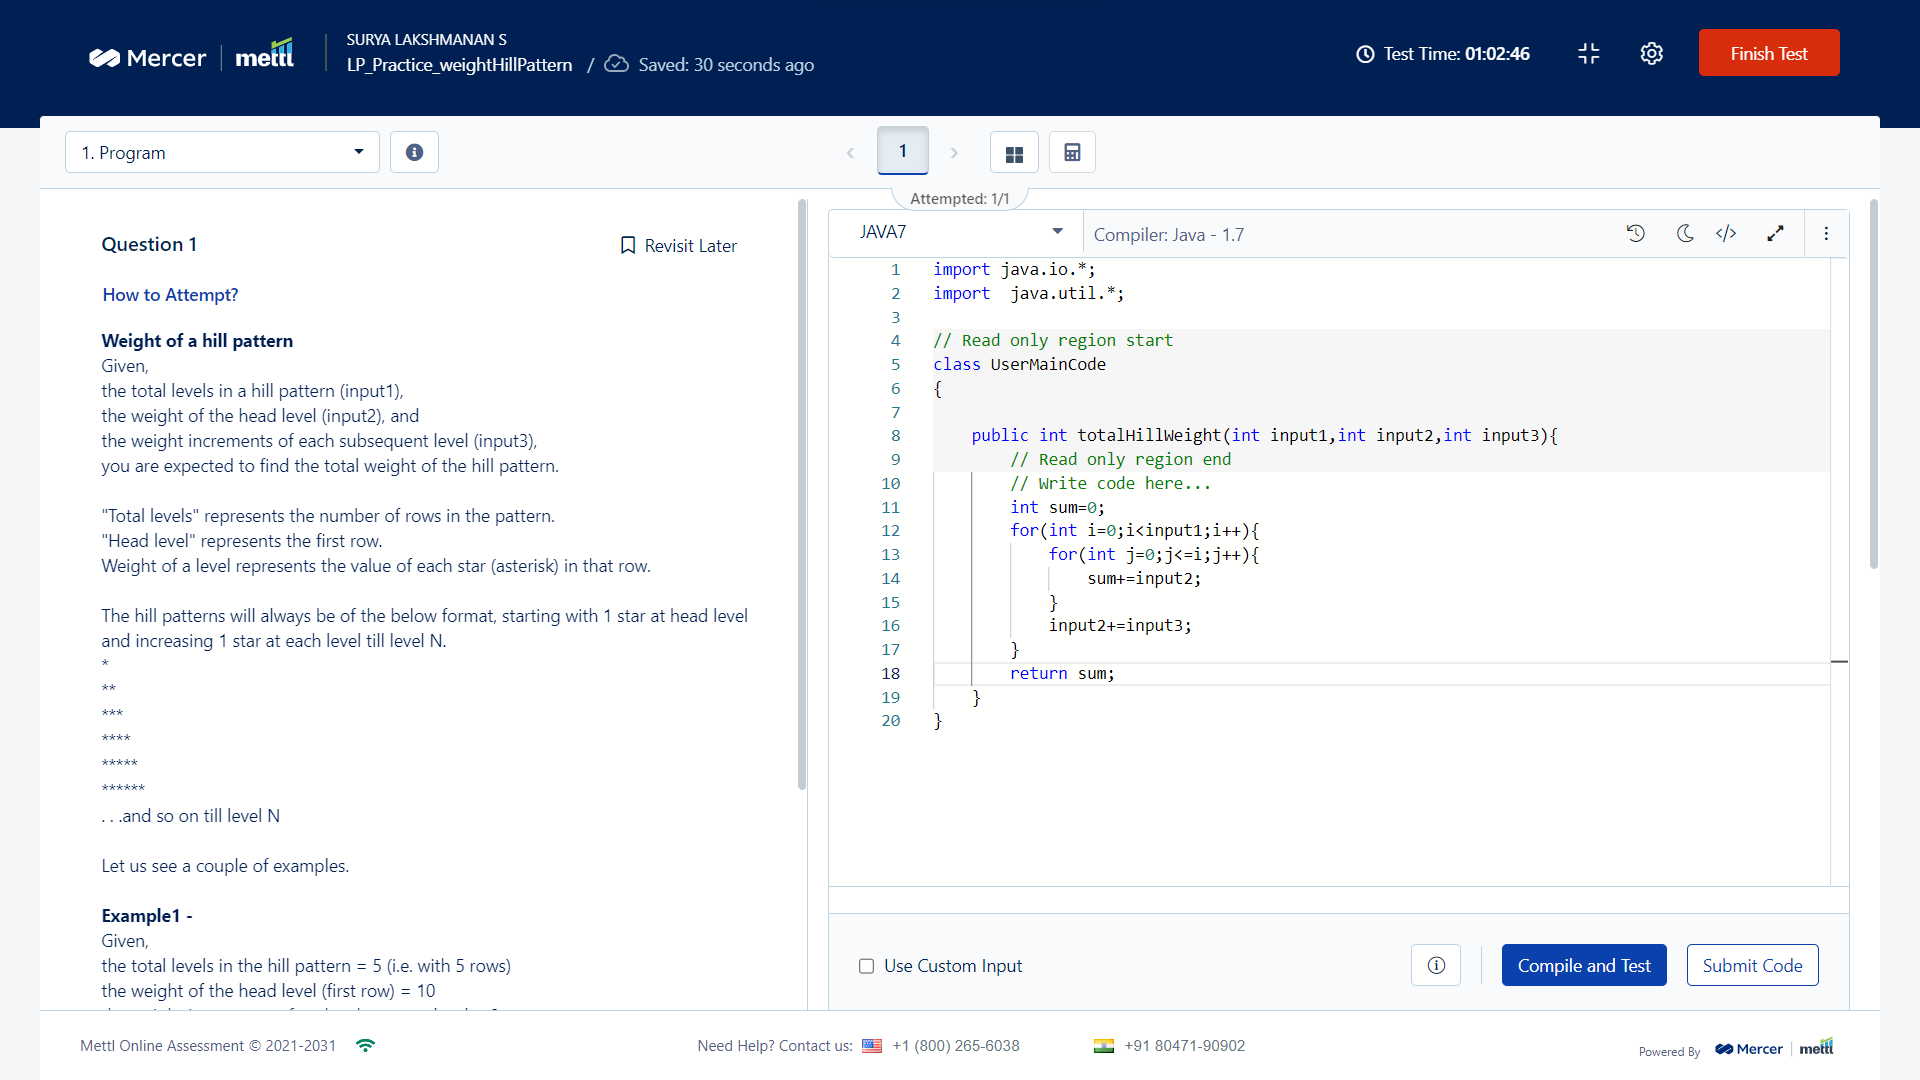 Mercer
mettl
SURYA LAKSHMANAN S
LP_Practice_weightHillPattern / Saved: 30 seconds ago
Test Time: 01:02:46
Finish Test
1. Program
1
Attempted: 1/1
Question 1
Revisit Later
How to Attempt?
Weight of a hill pattern
Given,
the total levels in a hill pattern (input1),
the weight of the head level (input2), and
the weight increments of each subsequent level (input3),
you are expected to find the total weight of the hill pattern.
"Total levels" represents the number of rows in the pattern.
"Head level" represents the first row.
Weight of a level represents the value of each star (asterisk) in that row.
The hill patterns will always be of the below format, starting with 1 star at head level
and increasing 1 star at each level till level N.
*
**
***
****
*****
******
. . .and so on till level N
Let us see a couple of examples.
Example1 -
Given,
the total levels in the hill pattern = 5 (i.e. with 5 rows)
the weight of the head level (first row) = 10
JAVA7
Compiler: Java - 1.7
1 import java.io.*;
2 import  java.util.*;
3
4 // Read only region start
5 class UserMainCode
6 {
7
8     public int totalHillWeight(int input1,int input2,int input3){
9         // Read only region end
10         // Write code here...
11         int sum=0;
12         for(int i=0;i<input1;i++){
13             for(int j=0;j<=i;j++){
14                 sum+=input2;
15             }
16             input2+=input3;
17         }
18         return sum;
19     }
20 }
Use Custom Input
Compile and Test
Submit Code
Mettl Online Assessment © 2021-2031
Need Help? Contact us: +1 (800) 265-6038
+91 80471-90902
Powered By
Mercer
mettl